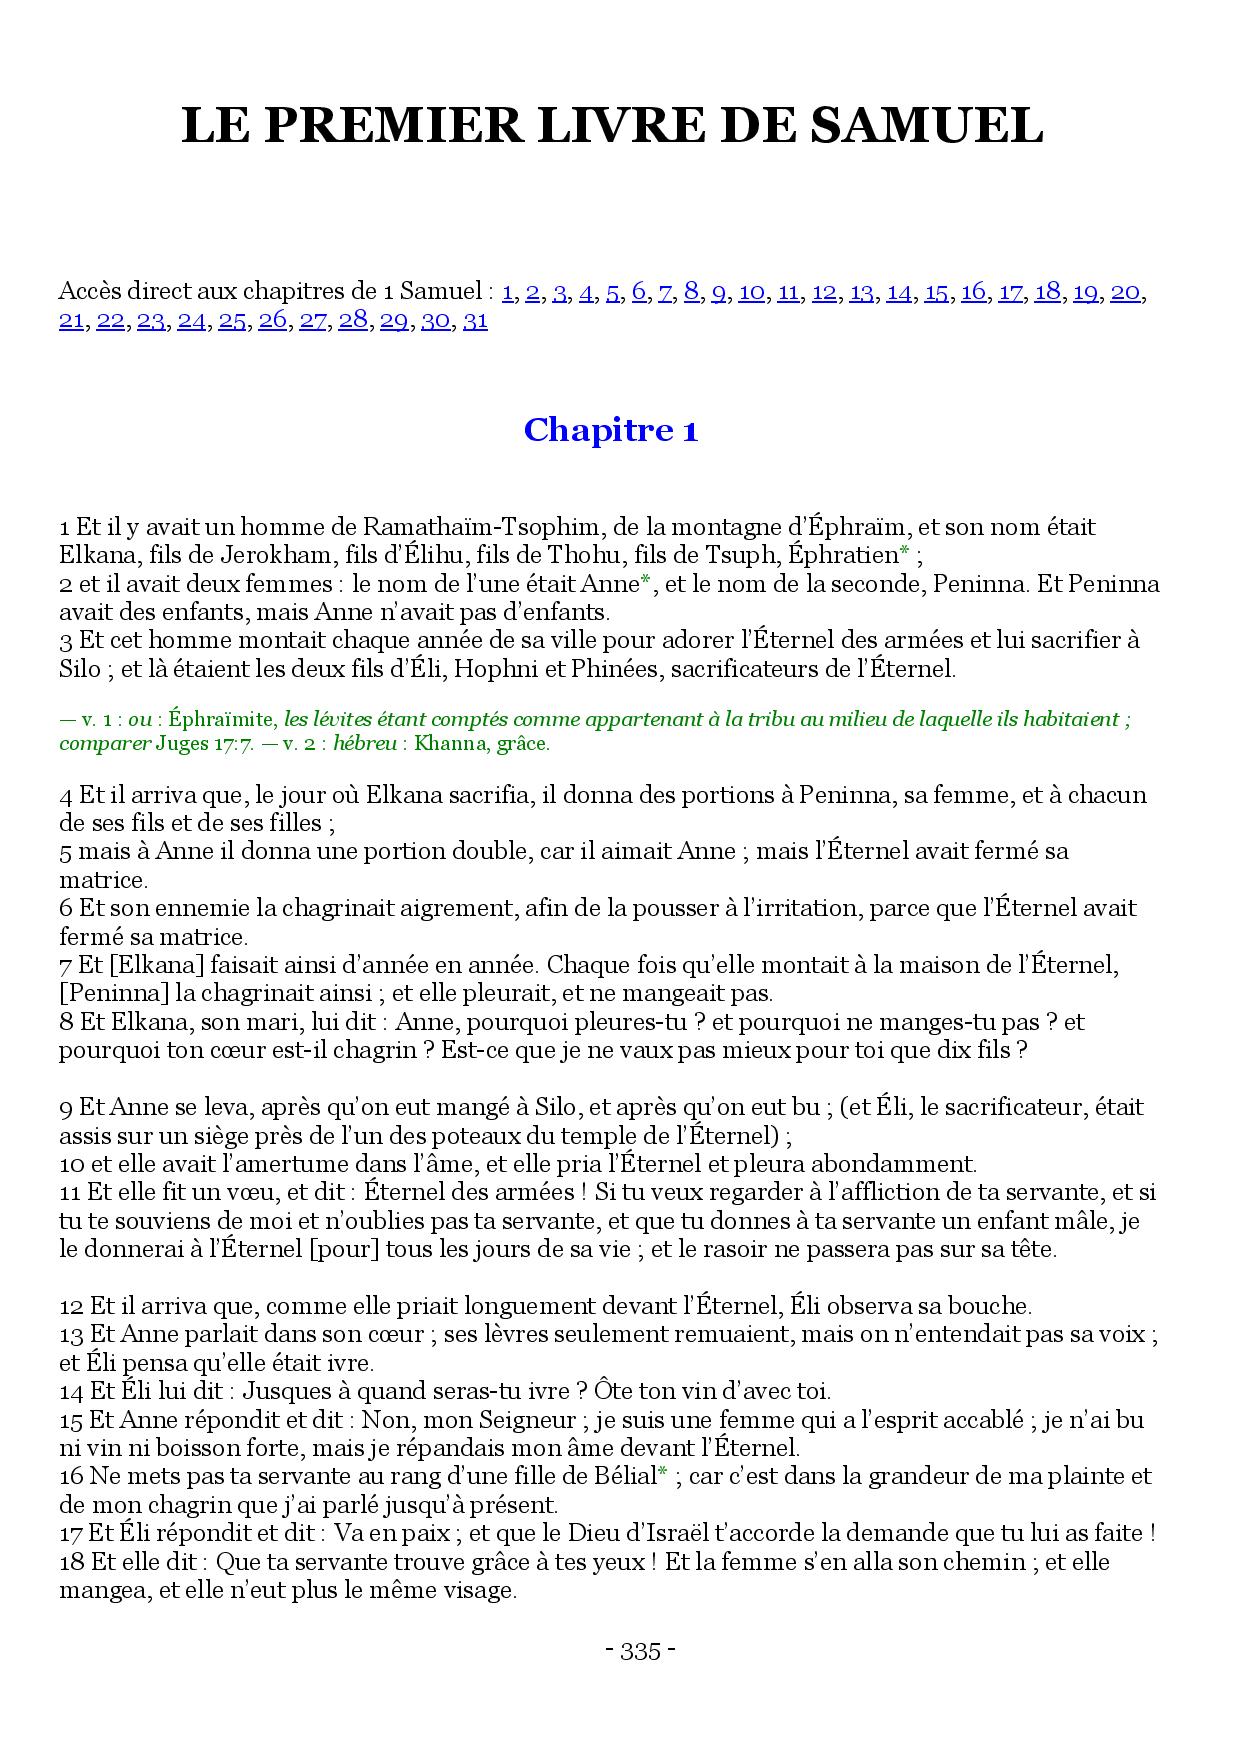 LE PREMIER LIVRE DE SAMUEL
Accès direct aux chapitres de 1 Samuel : 1, 2, 3, 4, 5, 6, 7, 8, 9, 10, 11, 12, 13, 14, 15, 16, 17, 18, 19, 20,
21, 22, 23, 24, 25, 26, 27, 28, 29, 30, 31
Chapitre 1
1 Et il y avait un homme de Ramathaïm-Tsophim, de la montagne d’Éphraïm, et son nom était
Elkana, fils de Jerokham, fils d’Élihu, fils de Thohu, fils de Tsuph, Éphratien* ;
2 et il avait deux femmes : le nom de l’une était Anne*, et le nom de la seconde, Peninna. Et Peninna
avait des enfants, mais Anne n’avait pas d’enfants.
3 Et cet homme montait chaque année de sa ville pour adorer l’Éternel des armées et lui sacrifier à
Silo ; et là étaient les deux fils d’Éli, Hophni et Phinées, sacrificateurs de l’Éternel.
— v. 1 : ou : Éphraïmite, les lévites étant comptés comme appartenant à la tribu au milieu de laquelle ils habitaient ;
comparer Juges 17:7. — v. 2 : hébreu : Khanna, grâce.
4 Et il arriva que, le jour où Elkana sacrifia, il donna des portions à Peninna, sa femme, et à chacun
de ses fils et de ses filles ;
5 mais à Anne il donna une portion double, car il aimait Anne ; mais l’Éternel avait fermé sa
matrice.
6 Et son ennemie la chagrinait aigrement, afin de la pousser à l’irritation, parce que l’Éternel avait
fermé sa matrice.
7 Et [Elkana] faisait ainsi d’année en année. Chaque fois qu’elle montait à la maison de l’Éternel,
[Peninna] la chagrinait ainsi ; et elle pleurait, et ne mangeait pas.
8 Et Elkana, son mari, lui dit : Anne, pourquoi pleures-tu ? et pourquoi ne manges-tu pas ? et
pourquoi ton cœur est-il chagrin ? Est-ce que je ne vaux pas mieux pour toi que dix fils ?
9 Et Anne se leva, après qu’on eut mangé à Silo, et après qu’on eut bu ; (et Éli, le sacrificateur, était
assis sur un siège près de l’un des poteaux du temple de l’Éternel) ;
10 et elle avait l’amertume dans l’âme, et elle pria l’Éternel et pleura abondamment.
11 Et elle fit un vœu, et dit : Éternel des armées ! Si tu veux regarder à l’affliction de ta servante, et si
tu te souviens de moi et n’oublies pas ta servante, et que tu donnes à ta servante un enfant mâle, je
le donnerai à l’Éternel [pour] tous les jours de sa vie ; et le rasoir ne passera pas sur sa tête.
12 Et il arriva que, comme elle priait longuement devant l’Éternel, Éli observa sa bouche.
13 Et Anne parlait dans son cœur ; ses lèvres seulement remuaient, mais on n’entendait pas sa voix ;
et Éli pensa qu’elle était ivre.
14 Et Éli lui dit : Jusques à quand seras-tu ivre ? Ôte ton vin d’avec toi.
15 Et Anne répondit et dit : Non, mon Seigneur ; je suis une femme qui a l’esprit accablé ; je n’ai bu
ni vin ni boisson forte, mais je répandais mon âme devant l’Éternel.
16 Ne mets pas ta servante au rang d’une fille de Bélial* ; car c’est dans la grandeur de ma plainte et
de mon chagrin que j’ai parlé jusqu’à présent.
17 Et Éli répondit et dit : Va en paix ; et que le Dieu d’Israël t’accorde la demande que tu lui as faite !
18 Et elle dit : Que ta servante trouve grâce à tes yeux ! Et la femme s’en alla son chemin ; et elle
mangea, et elle n’eut plus le même visage.
- 335 -